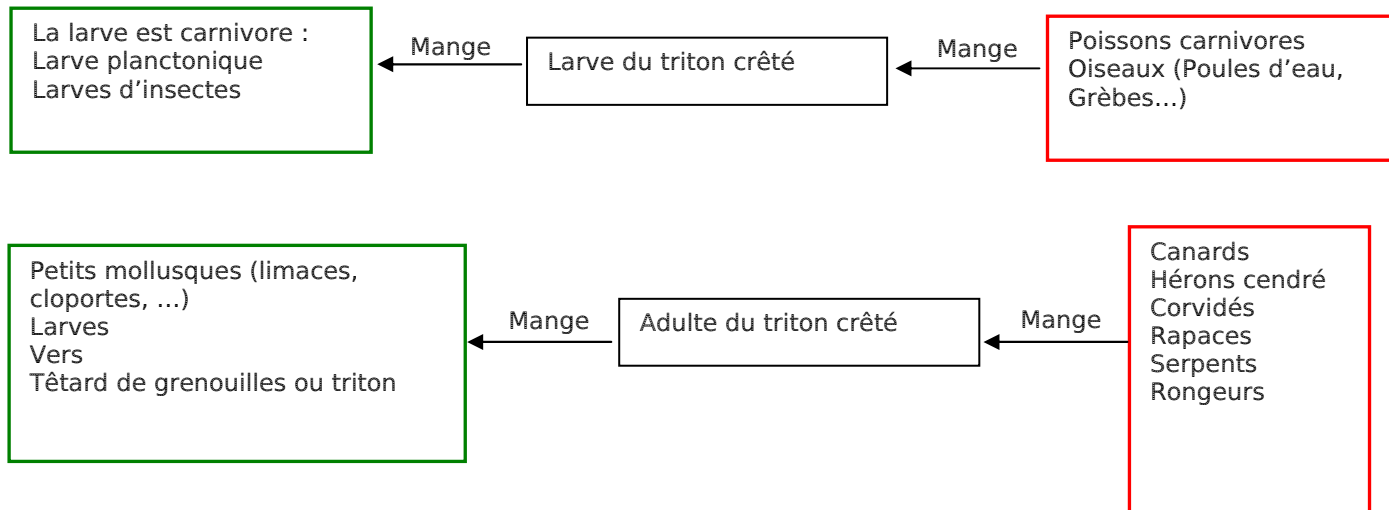 La larve est carnivore :
Larve planctonique
Larves d’insectes
Mange
Larve du triton crêté
Mange
Poissons carnivores
Oiseaux (Poules d’eau,
Grèbes…)
Petits mollusques (limaces,
cloportes, …)
Larves
Vers
Têtard de grenouilles ou triton
Mange
Adulte du triton crêté
Mange
Canards
Hérons cendré
Corvidés
Rapaces
Serpents
Rongeurs